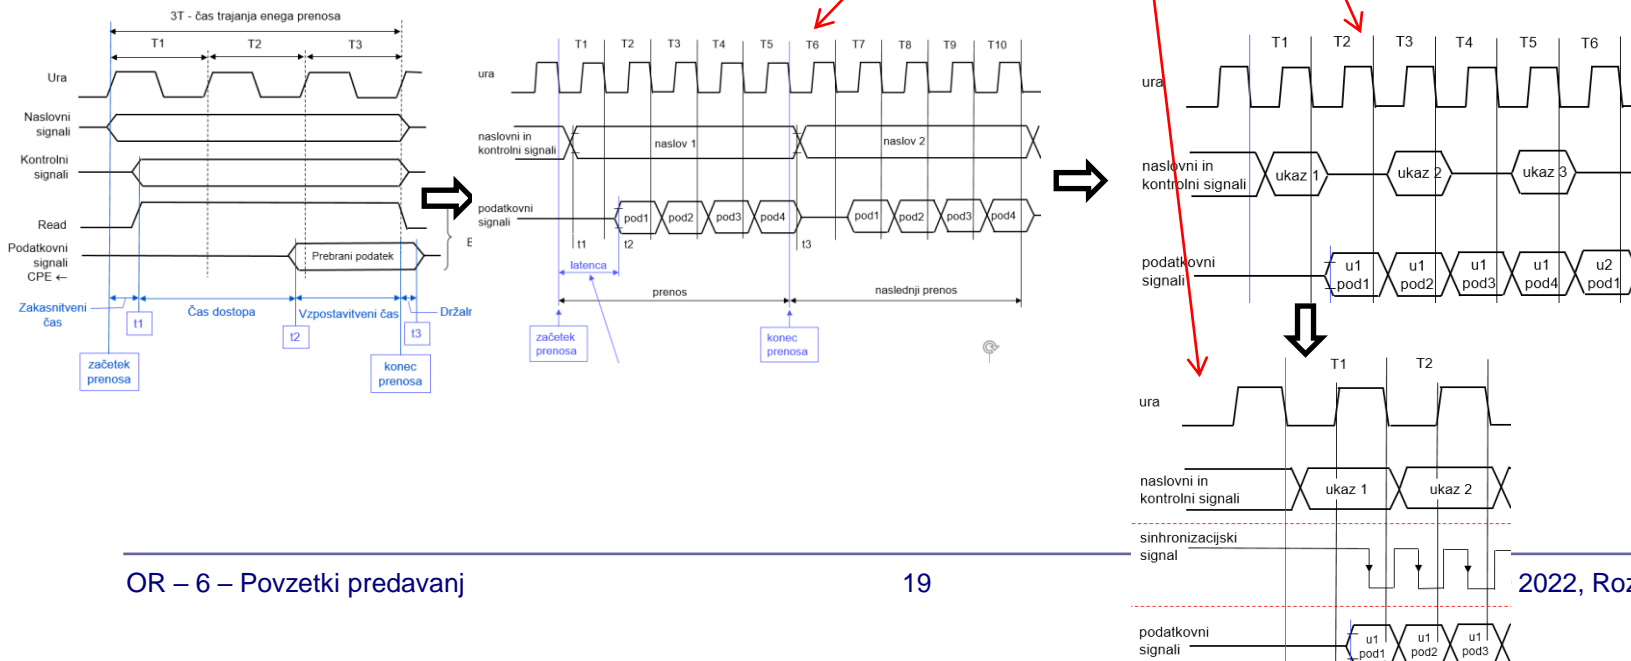 3T - čas trajanja enega prenosa
T1 T2 T3
Ura
Naslovni
signali
Kontrolni
signali
Read
Podatkovni
signali
CPE ←
Prebrani podatek
Zakasnitveni
čas
Čas dostopa
Vzpostavitveni čas
t1
t2
t3
začetek
prenosa
konec
prenosa
T1 T2 T3 T4 T5 T6 T7 T8 T9 T10
ura
naslovni in
kontrolni signali
naslov 1
naslov 2
podatkovni
signali
pod1 pod2 pod3 pod4 pod1 pod2 pod3 pod4
t1 t2 t3
latenca
prenos
naslednji prenos
začetek
prenosa
konec
prenosa
T1 T2 T3 T4 T5 T6
ura
naslovni in
kontrolni signali
ukaz 1 ukaz 2 ukaz 3
podatkovni
signali
u1 u1 u1 u1 u2
pod1 pod2 pod3 pod4 pod1
T1 T2
ura
naslovni in
kontrolni signali
ukaz 1 ukaz 2
sinhronizacijski
signal
podatkovni
signali
u1 u1 u1
pod1 pod2 pod3
OR – 6 – Povzetki predavanj
19
2022,